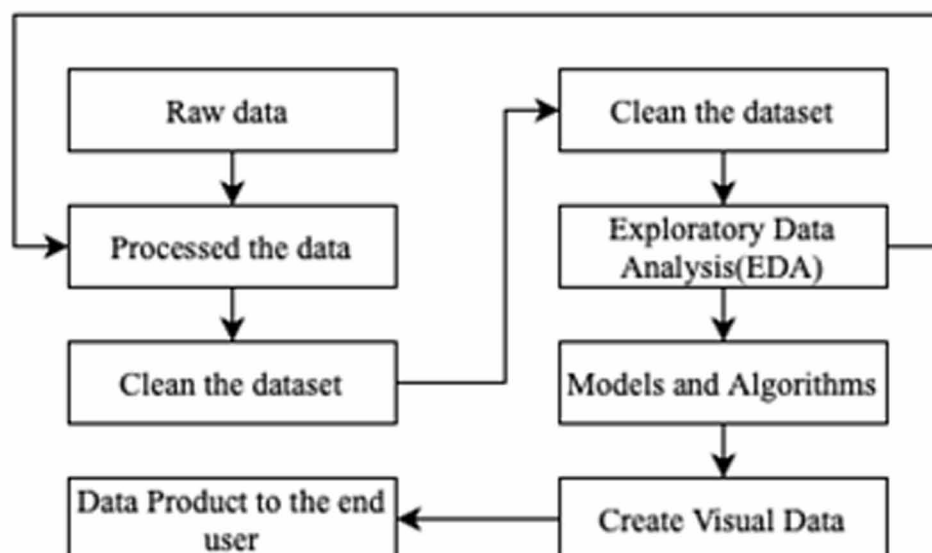 Raw data
Processed the data
Clean the dataset
Clean the dataset
Exploratory Data
Analysis(EDA)
Models and Algorithms
Create Visual Data
Data Product to the end
user